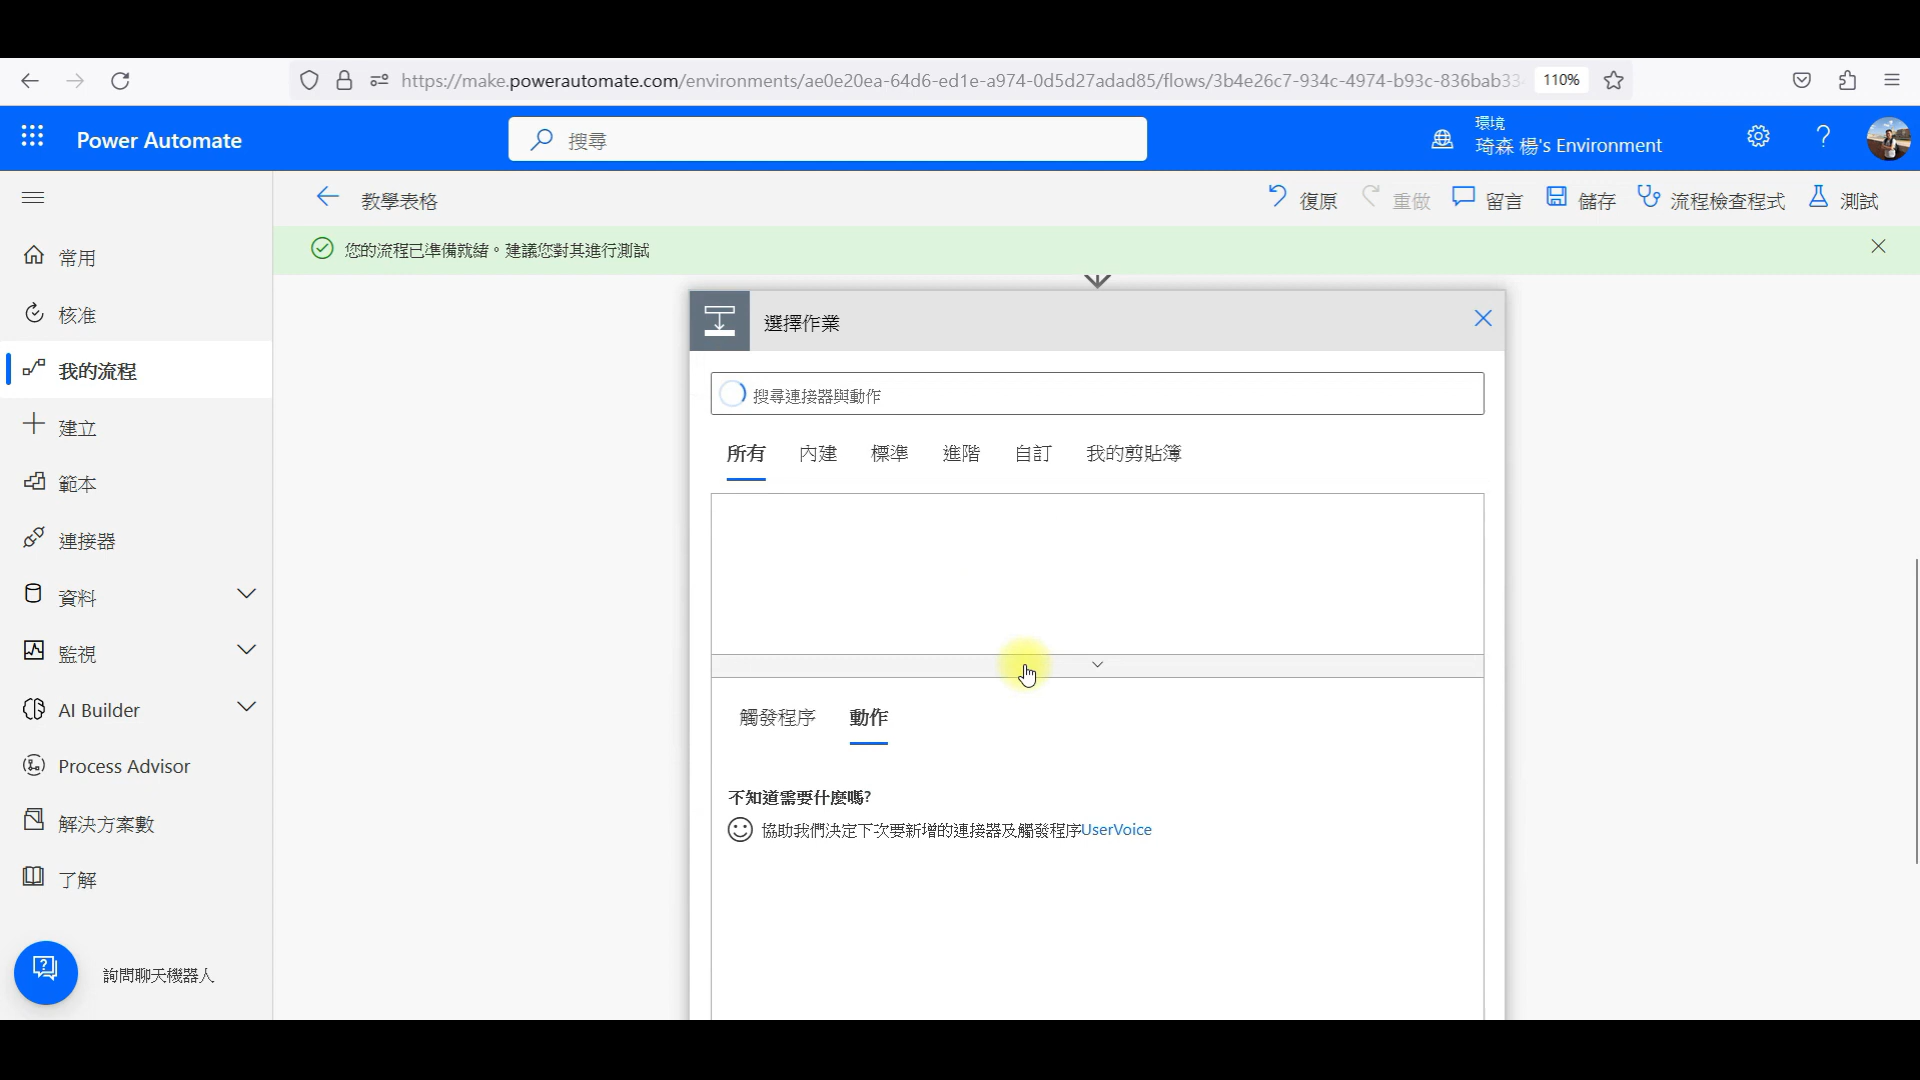 https://make.powerautomate.com/environments/ae0e20ea-64d6-ed1e-a974-0d5d27adad85/flows/3b4e26c7-934c-4974-b93c-836bab33
110%
Power Automate
搜尋
環境
琦森 楊's Environment
教學表格
復原
重做
留言
儲存
流程檢查程式
測試
您的流程已準備就緒。建議您對其進行測試
常用
核准
我的流程
建立
範本
連接器
資料
監視
AI Builder
Process Advisor
解決方案數
了解
詢問聊天機器人
選擇作業
搜尋連接器與動作
所有 內建 標準 進階 自訂 我的剪貼簿
觸發程序 動作
不知道需要什麼嗎?
協助我們決定下次要新增的連接器及觸發程序UserVoice